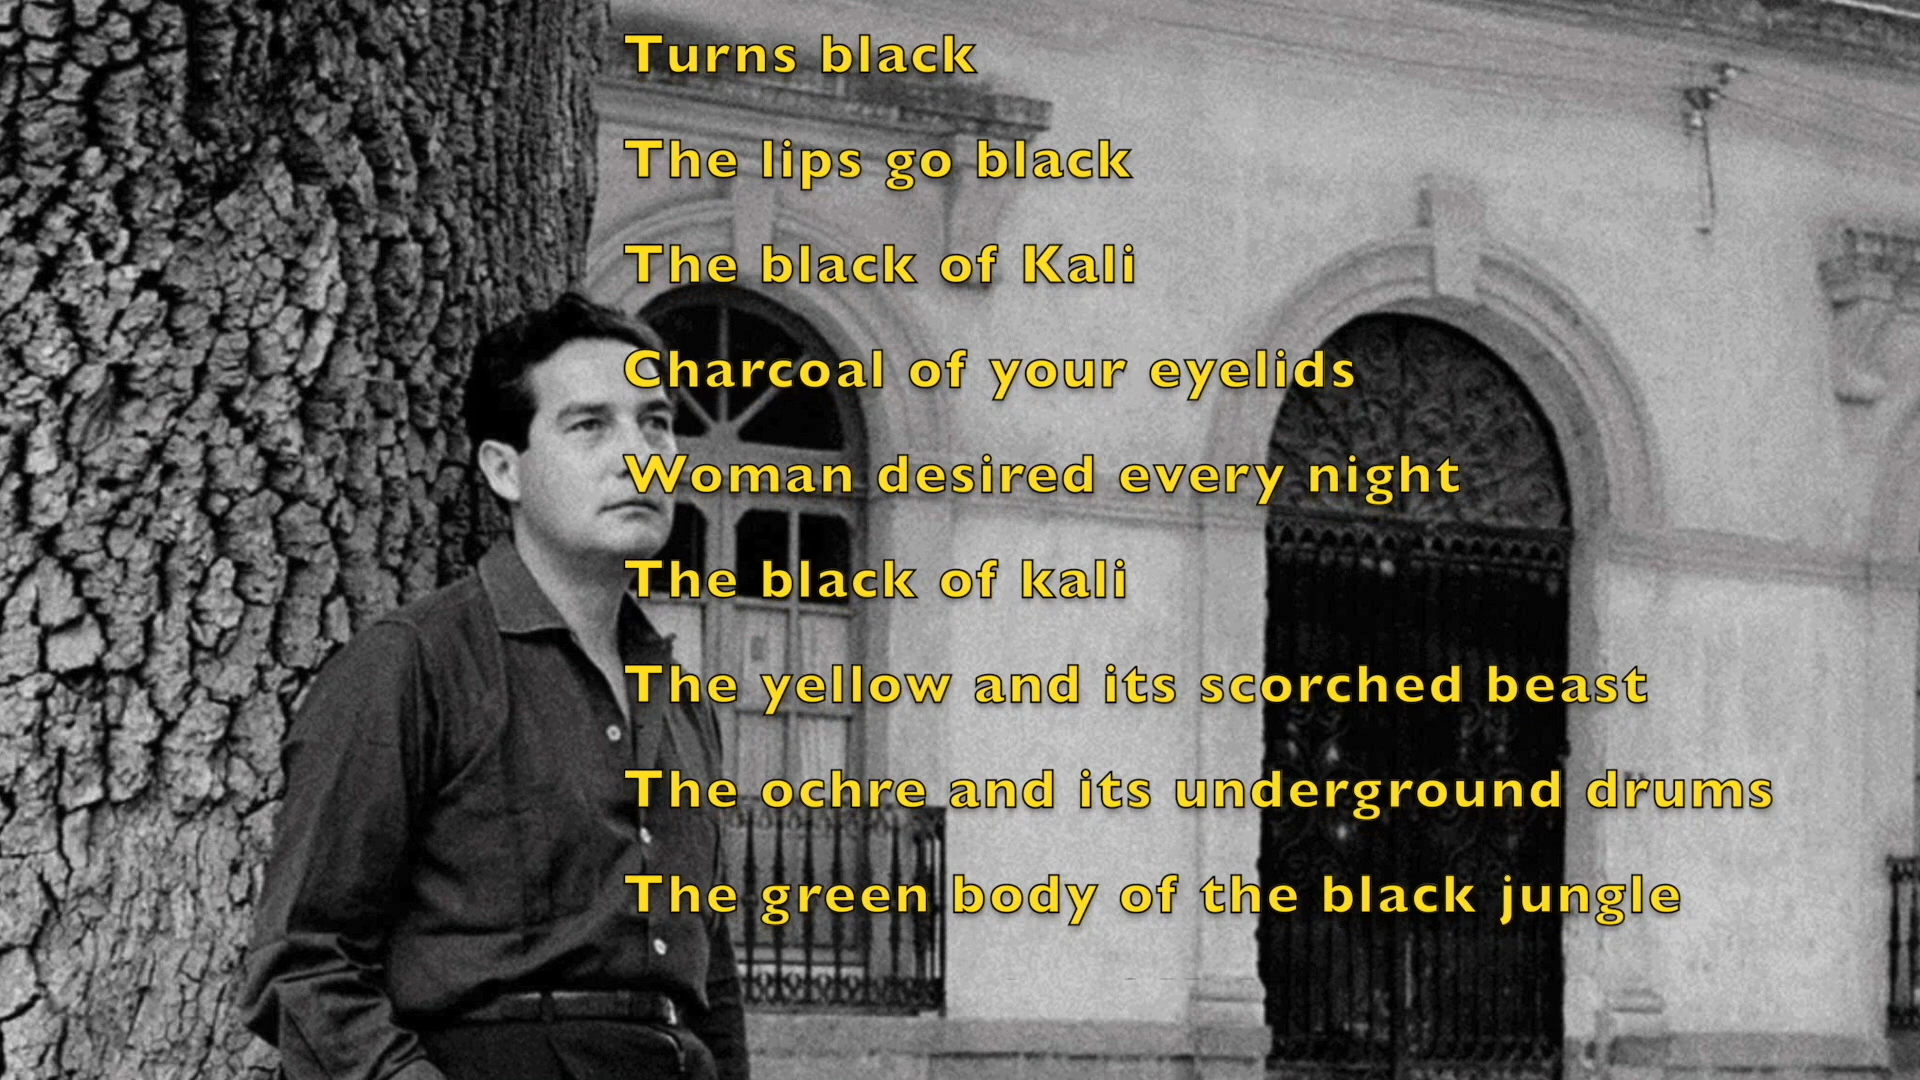 Turns black
The lips go black
The black of Kali
Charcoal of your eyelids
Woman desired every night
The black of kali
The yellow and its scorched beast
The ochre and its underground drums
The green body of the black jungle